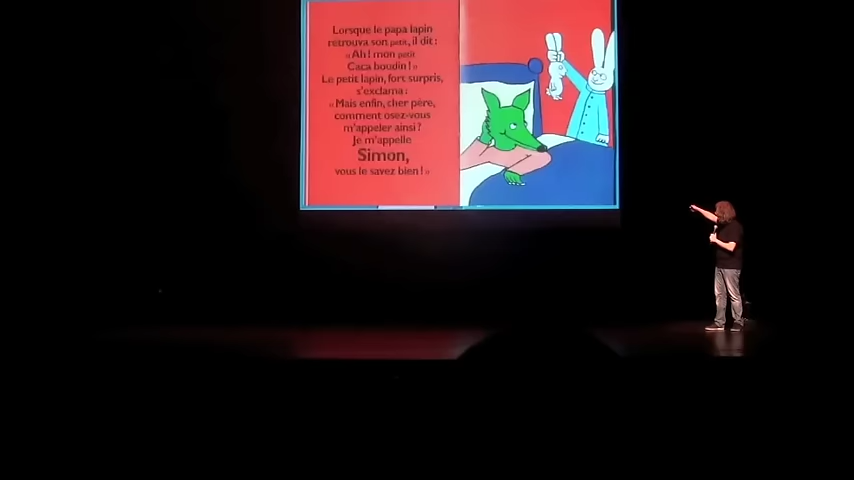 Lorsque le papa lapin
retrouva son petit, il dit :
« Ah ! mon petit
Caca boudin ! »
Le petit lapin, fort surpris,
s'exclama :
« Mais enfin, cher père,
comment osez-vous
m'appeler ainsi ?
Je m'appelle
Simon,
vous le savez bien ! »